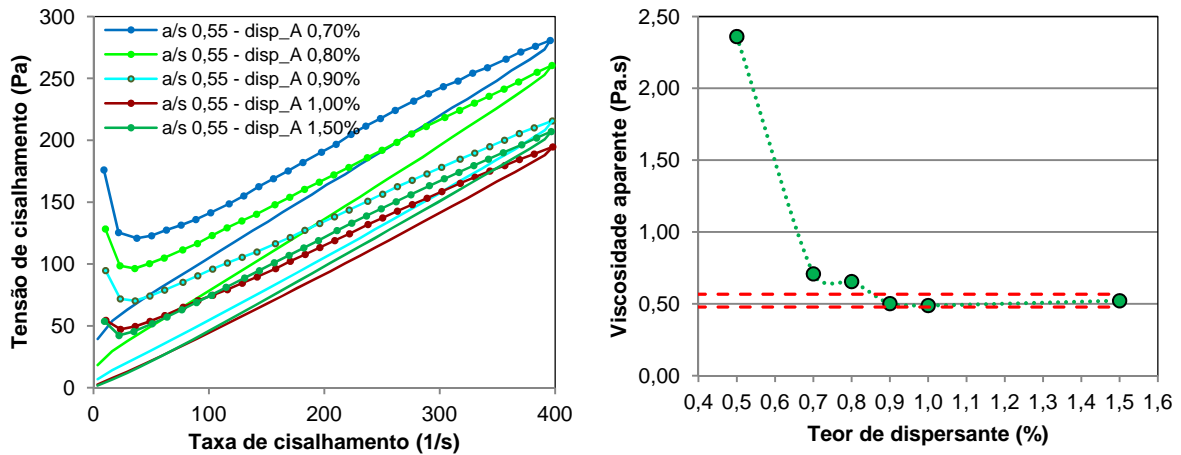 Tensão de cisalhamento (Pa)
300
250
200
150
100
50
0
a/s 0,55 - disp_A 0,70%
a/s 0,55 - disp_A 0,80%
a/s 0,55 - disp_A 0,90%
a/s 0,55 - disp_A 1,00%
a/s 0,55 - disp_A 1,50%
0 100 200 300 400
Taxa de cisalhamento (1/s)
Viscosidade aparente (Pa.s)
2,50
2,00
1,50
1,00
0,50
0,00
0,4 0,5 0,6 0,7 0,8 0,9 1,0 1,1 1,2 1,3 1,4 1,5 1,6
Teor de dispersante (%)